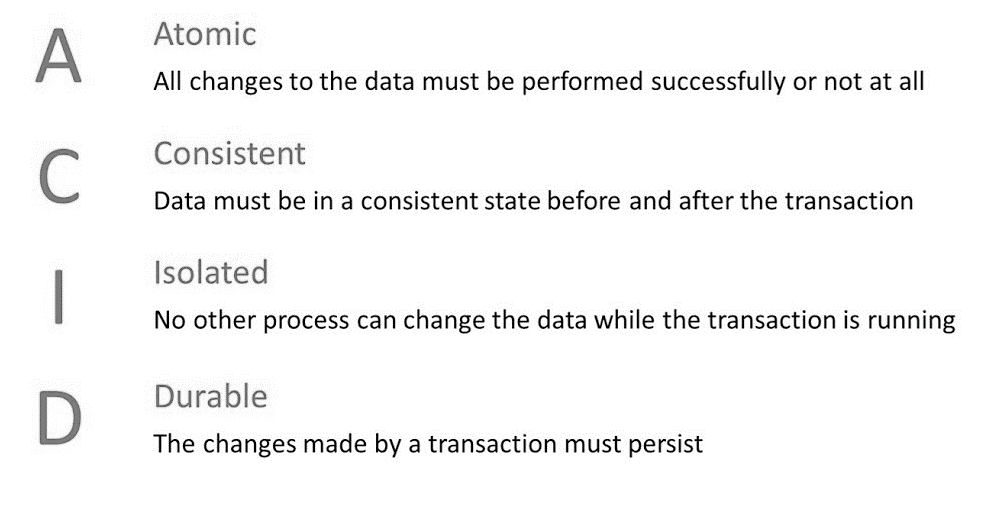 A
Atomic
All changes to the data must be performed successfully or not at all
C
Consistent
Data must be in a consistent state before and after the transaction
I
Isolated
No other process can change the data while the transaction is running
D
Durable
The changes made by a transaction must persist